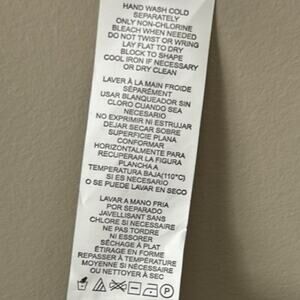 HAND WASH COLD
SEPARATELY
ONLY NON-CHLORINE
BLEACH WHEN NEEDED
DO NOT TWIST OR WRING
LAY FLAT TO DRY
BLOCK TO SHAPE
COOL IRON IF NECESSARY
OR DRY CLEAN
LAVER À LA MAIN FROIDE
SÉPARÉMENT
USAR BLANQUEADOR SIN
CLORO CUANDO SEA
NECESARIO
NO EXPRIMIR NI ESTRUJAR
DEJAR SECAR SOBRE
SUPERFICIE PLANA
CONFORMAR
HORIZONTALMENTE PARA
RECUPERAR LA FIGURA
PLANCHA A
TEMPERATURA BAJA(110°C)
SI ES NECESARIO
O SE PUEDE LAVAR EN SECO
LAVAR A MANO FRIA
POR SEPARADO
JAVELLISANT SANS
CHLORE SI NECESSAIRE
NE PAS TORDRE
NI ESSORER
SÉCHAGE À PLAT
ÉTIRAGE EN FORME
REPASSER À TEMPÉRATURE
MOYENNE SI NÉCESSAIRE
OU NETTOYER À SEC
P